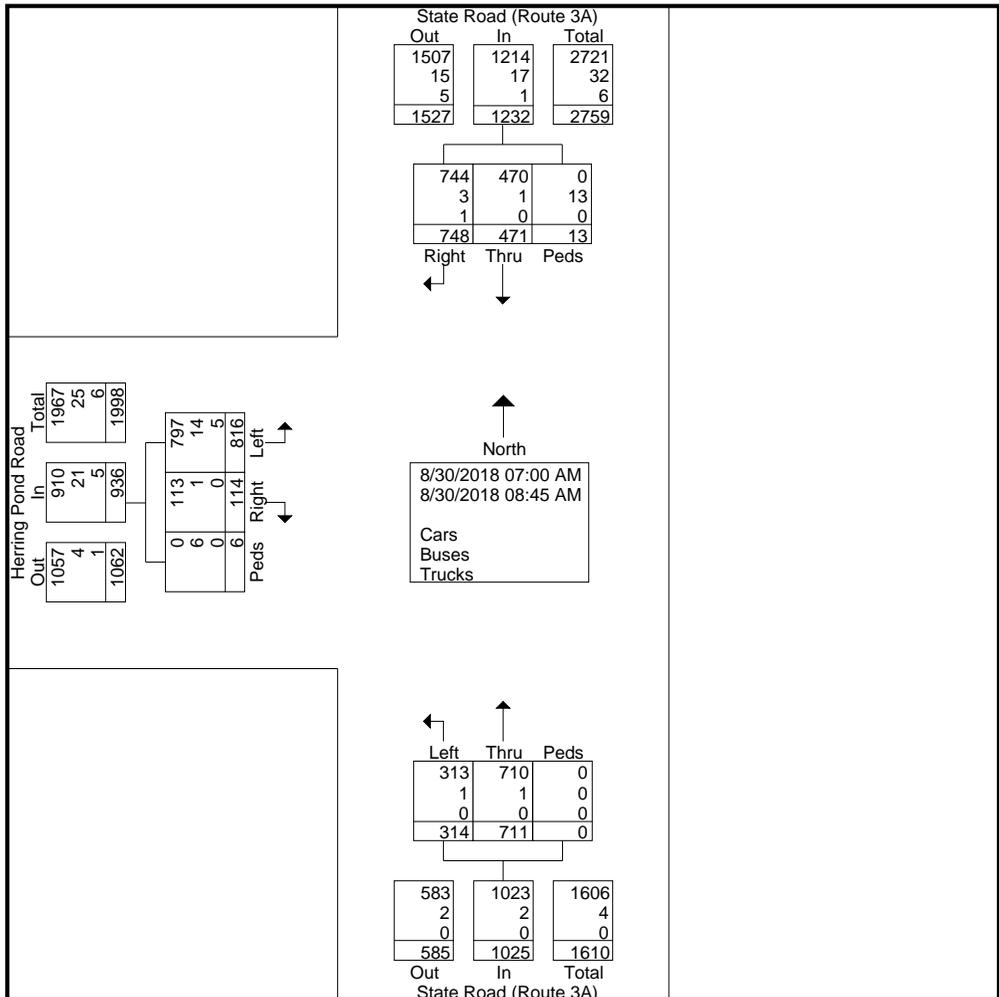 State Road (Route 3A)
Out In Total
1507 1214 2721
15 17 32
5 1 6
1527 1232 2759
744 470 0
3 1 13
1 0 0
748 471 13
Right Thru Peds
Herring Pond Road
Total
1967
25
6
1998
In
910
21
5
936
Out
1057
4
1
1062
797
14
5
816
Left
113
1
0
114
Right
0
6
0
6
Peds
North
8/30/2018 07:00 AM
8/30/2018 08:45 AM
Cars
Buses
Trucks
Left Thru Peds
313 710 0
1 1 0
0 0 0
314 711 0
583 1023 1606
2 2 4
0 0 0
585 1025 1610
Out In Total
State Road (Route 3A)